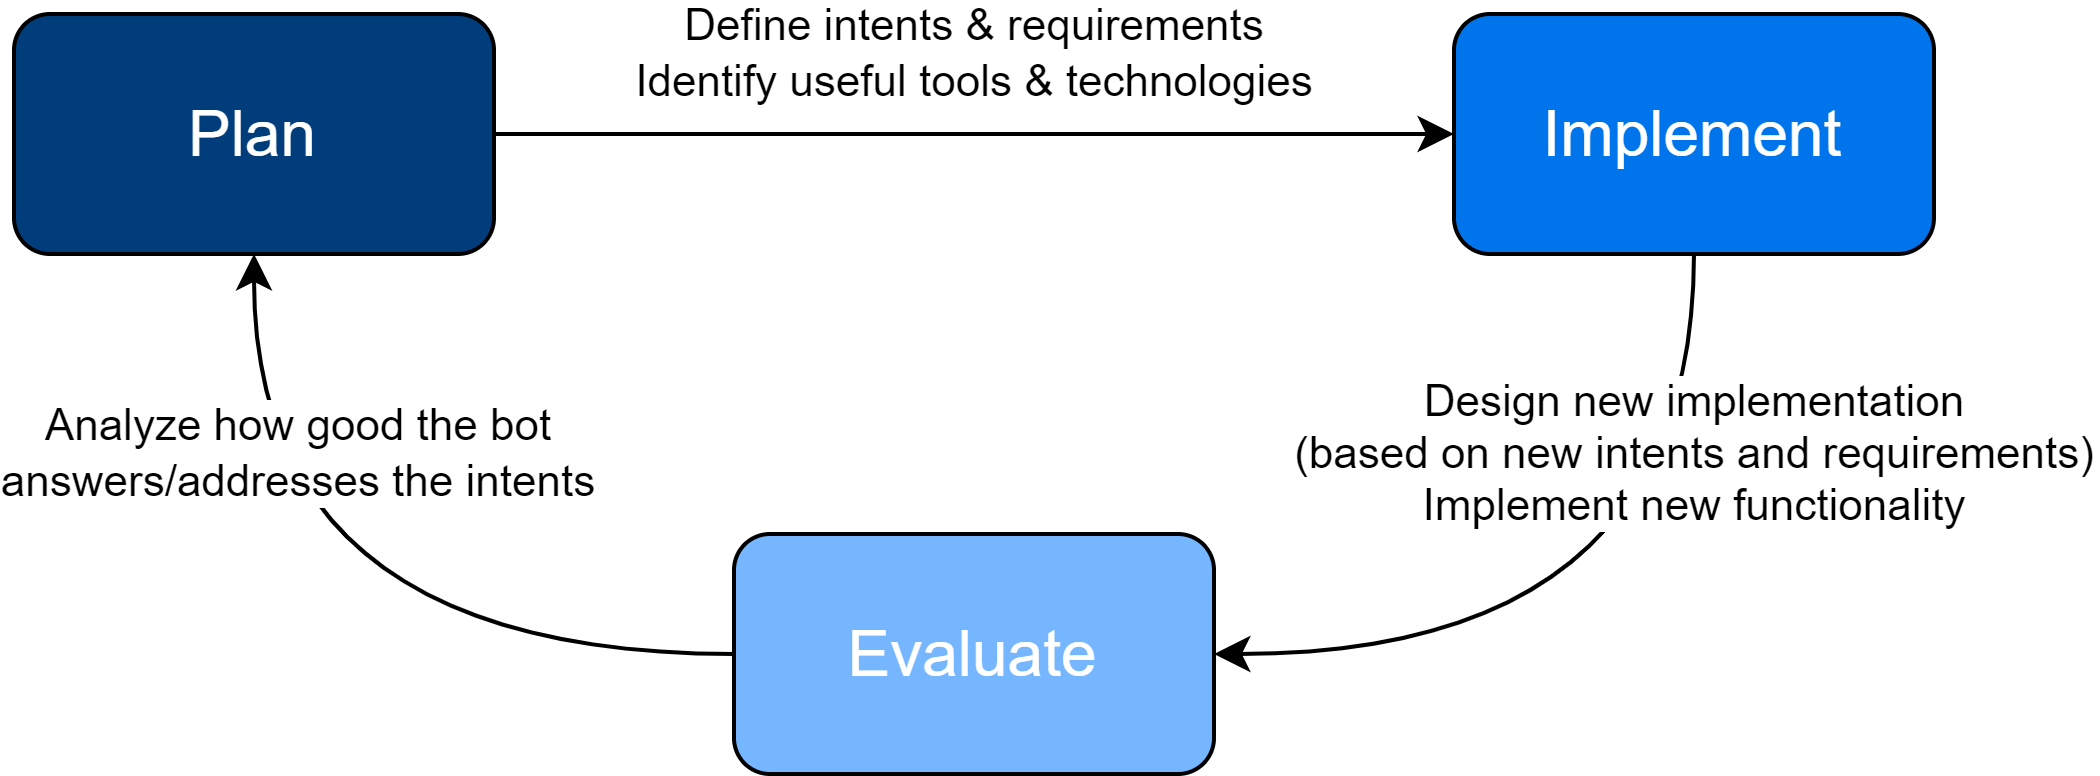 Define intents & requirements
Identify useful tools & technologies
Plan
Implement
Design new implementation
(based on new intents and requirements)
Implement new functionality
Analyze how good the bot
answers/addresses the intents
Evaluate